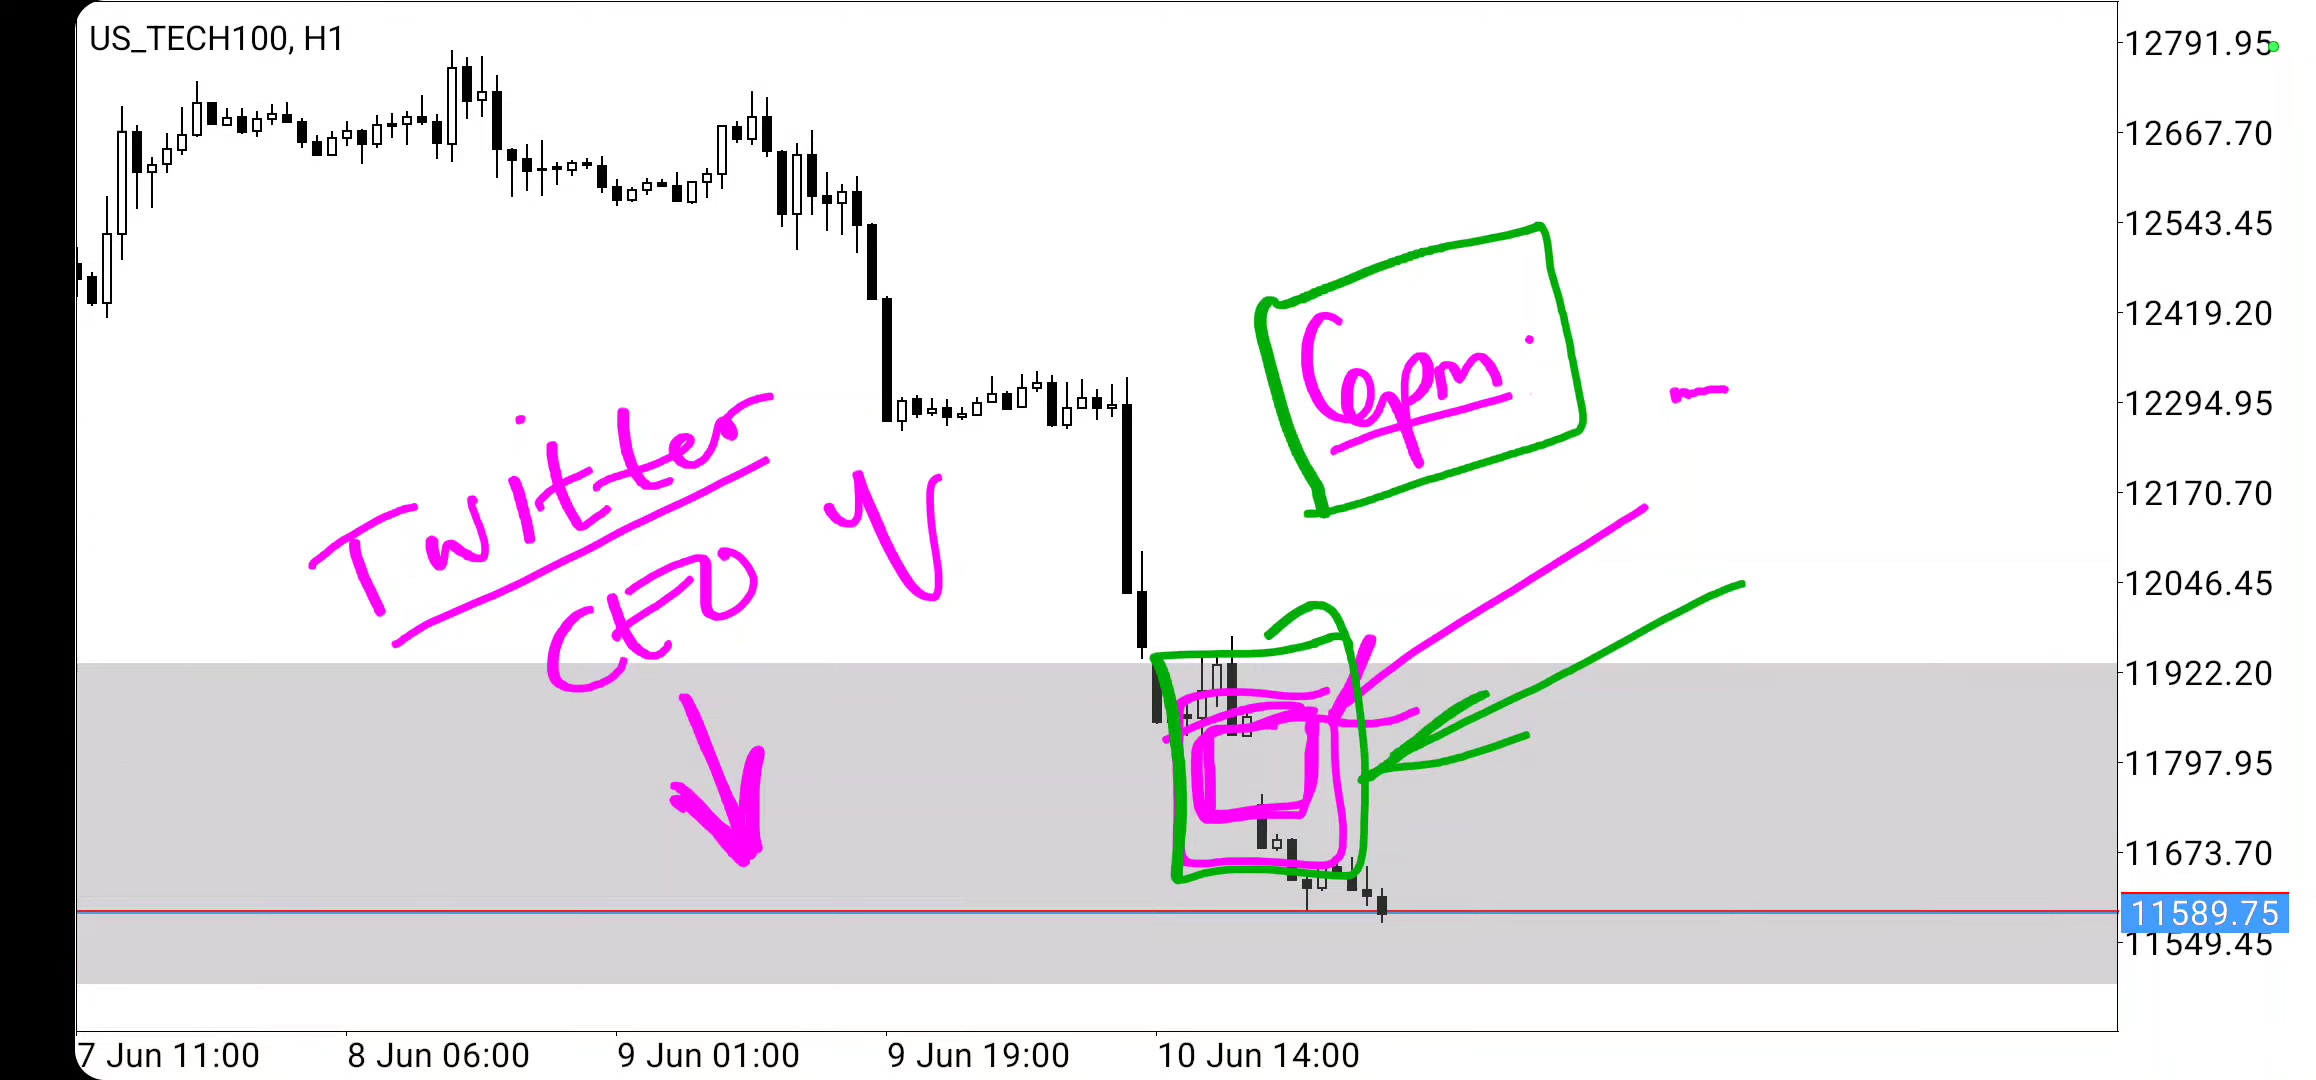 US_TECH100, H1
12791.95
12667.70
12543.45
12419.20
6pm
12294.95
Twitter
12170.70
CEO
12046.45
11922.20
11797.95
11673.70
11589.75
11549.45
7 Jun 11:00
8 Jun 06:00
9 Jun 01:00
9 Jun 19:00
10 Jun 14:00